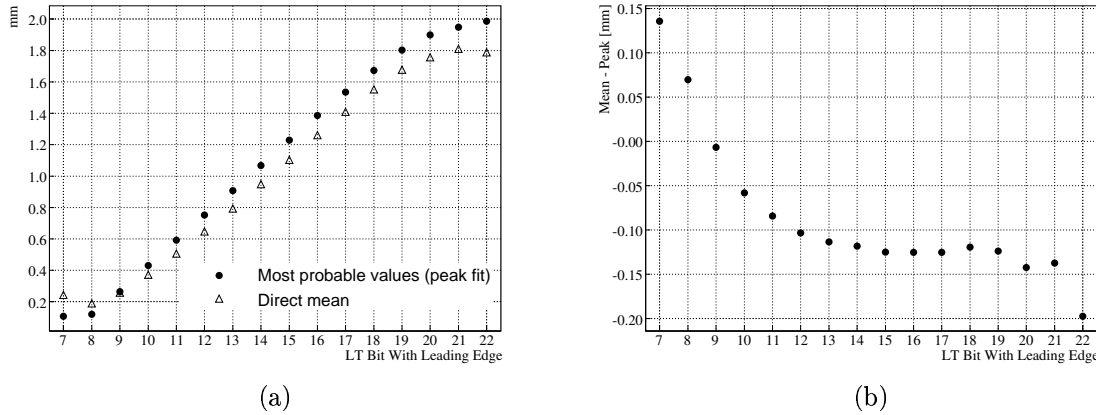 mm
2.0
1.8
1.6
1.4
1.2
1.0
0.8
0.6
0.4
0.2
Most probable values (peak fit)
Direct mean
7 8 9 10 11 12 13 14 15 16 17 18 19 20 21 22
LT Bit With Leading Edge
(a)
Mean - Peak [mm]
0.15
0.10
0.05
-0.00
-0.05
-0.10
-0.15
-0.20
7 8 9 10 11 12 13 14 15 16 17 18 19 20 21 22
LT Bit With Leading Edge
(b)